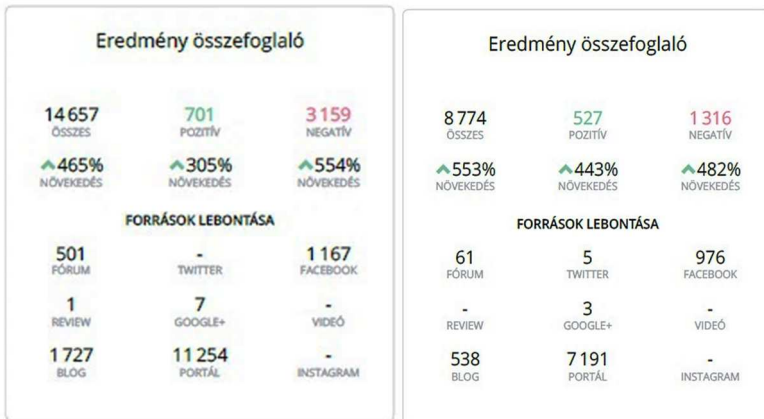 Eredmény összefoglaló
14 657 701 3 159
ÖSSZES POZITÍV NEGATÍV
465% 305% 554%
NÖVEKEDÉS NÖVEKEDÉS NÖVEKEDÉS
FORRÁSOK LEBONTÁSA
501 - 1 167
FÓRUM TWITTER FACEBOOK
1 7 -
REVIEW GOOGLE+ VIDEÓ
1 727 11 254 -
BLOG PORTÁL INSTAGRAM
Eredmény összefoglaló
8 774 527 1 316
ÖSSZES POZITÍV NEGATÍV
553% 443% 482%
NÖVEKEDÉS NÖVEKEDÉS NÖVEKEDÉS
FORRÁSOK LEBONTÁSA
61 5 976
FÓRUM TWITTER FACEBOOK
- 3 -
REVIEW GOOGLE+ VIDEÓ
538 7 191 -
BLOG PORTÁL INSTAGRAM